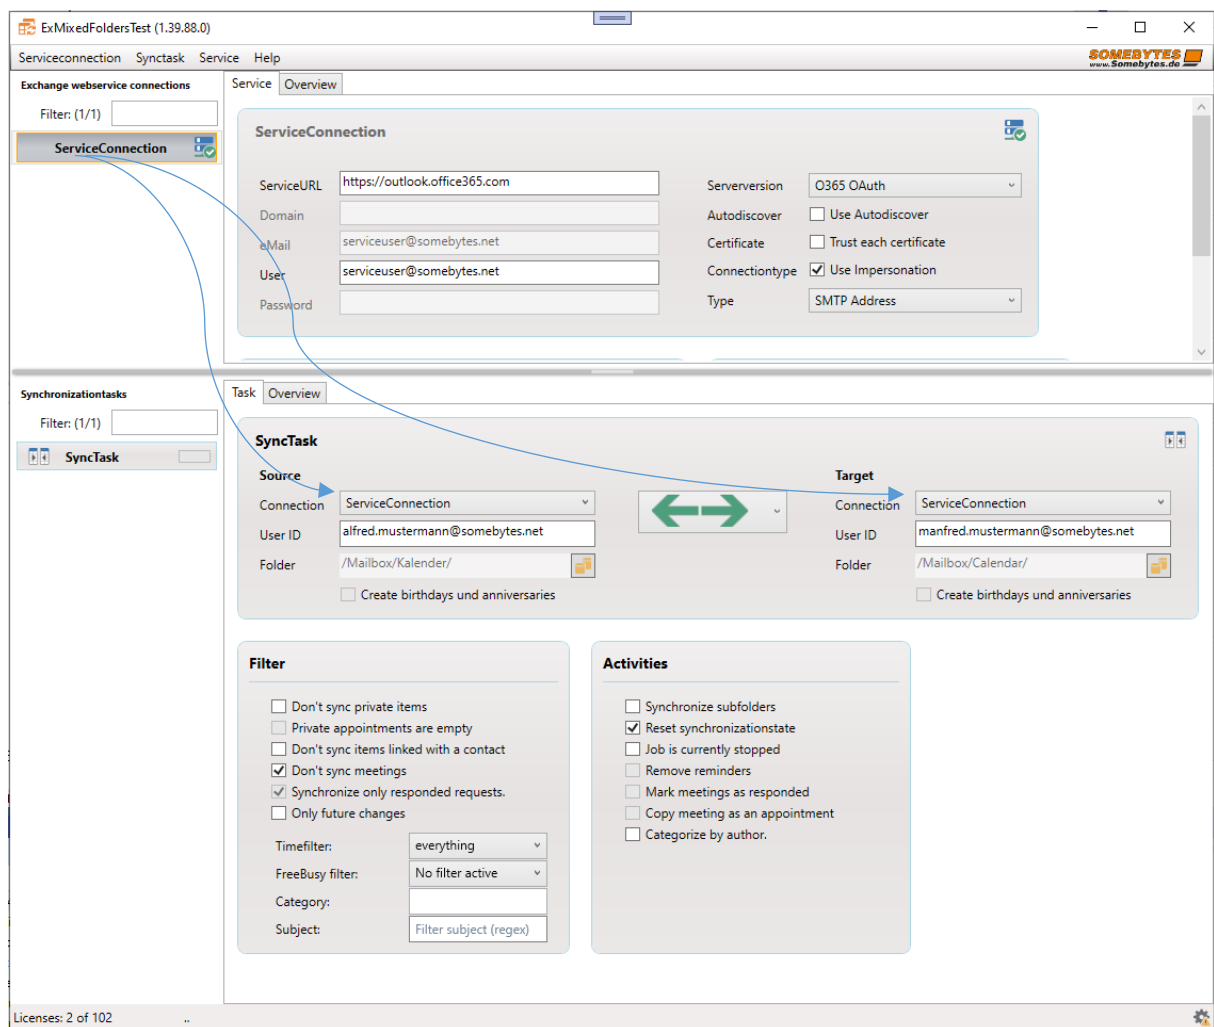 ExMixedFoldersTest (1.39.88.0)
Serviceconnection Synctask Service Help
SOMEBYTES
www.Somebytes.de
Exchange webservice connections
Filter: (1/1)
ServiceConnection
Service Overview
ServiceConnection
ServiceURL https://outlook.office365.com
Domain
eMail serviceuser@somebytes.net
User serviceuser@somebytes.net
Password
Serverversion O365 OAuth
Autodiscover Use Autodiscover
Certificate Trust each certificate
Connectiontype Use Impersonation
Type SMTP Address
Synchronizationtasks
Filter: (1/1)
SyncTask
Task Overview
SyncTask
Source
Connection ServiceConnection
User ID alfred.mustermann@somebytes.net
Folder /Mailbox/Kalender/
Create birthdays und anniversaries
Target
Connection ServiceConnection
User ID manfred.mustermann@somebytes.net
Folder /Mailbox/Calendar/
Create birthdays und anniversaries
Filter
Don't sync private items
Private appointments are empty
Don't sync items linked with a contact
Don't sync meetings
Synchronize only responded requests.
Only future changes
Timefilter: everything
FreeBusy filter: No filter active
Category:
Subject: Filter subject (regex)
Activities
Synchronize subfolders
Reset synchronizationstate
Job is currently stopped
Remove reminders
Mark meetings as responded
Copy meeting as an appointment
Categorize by author.
Licenses: 2 of 102 ..